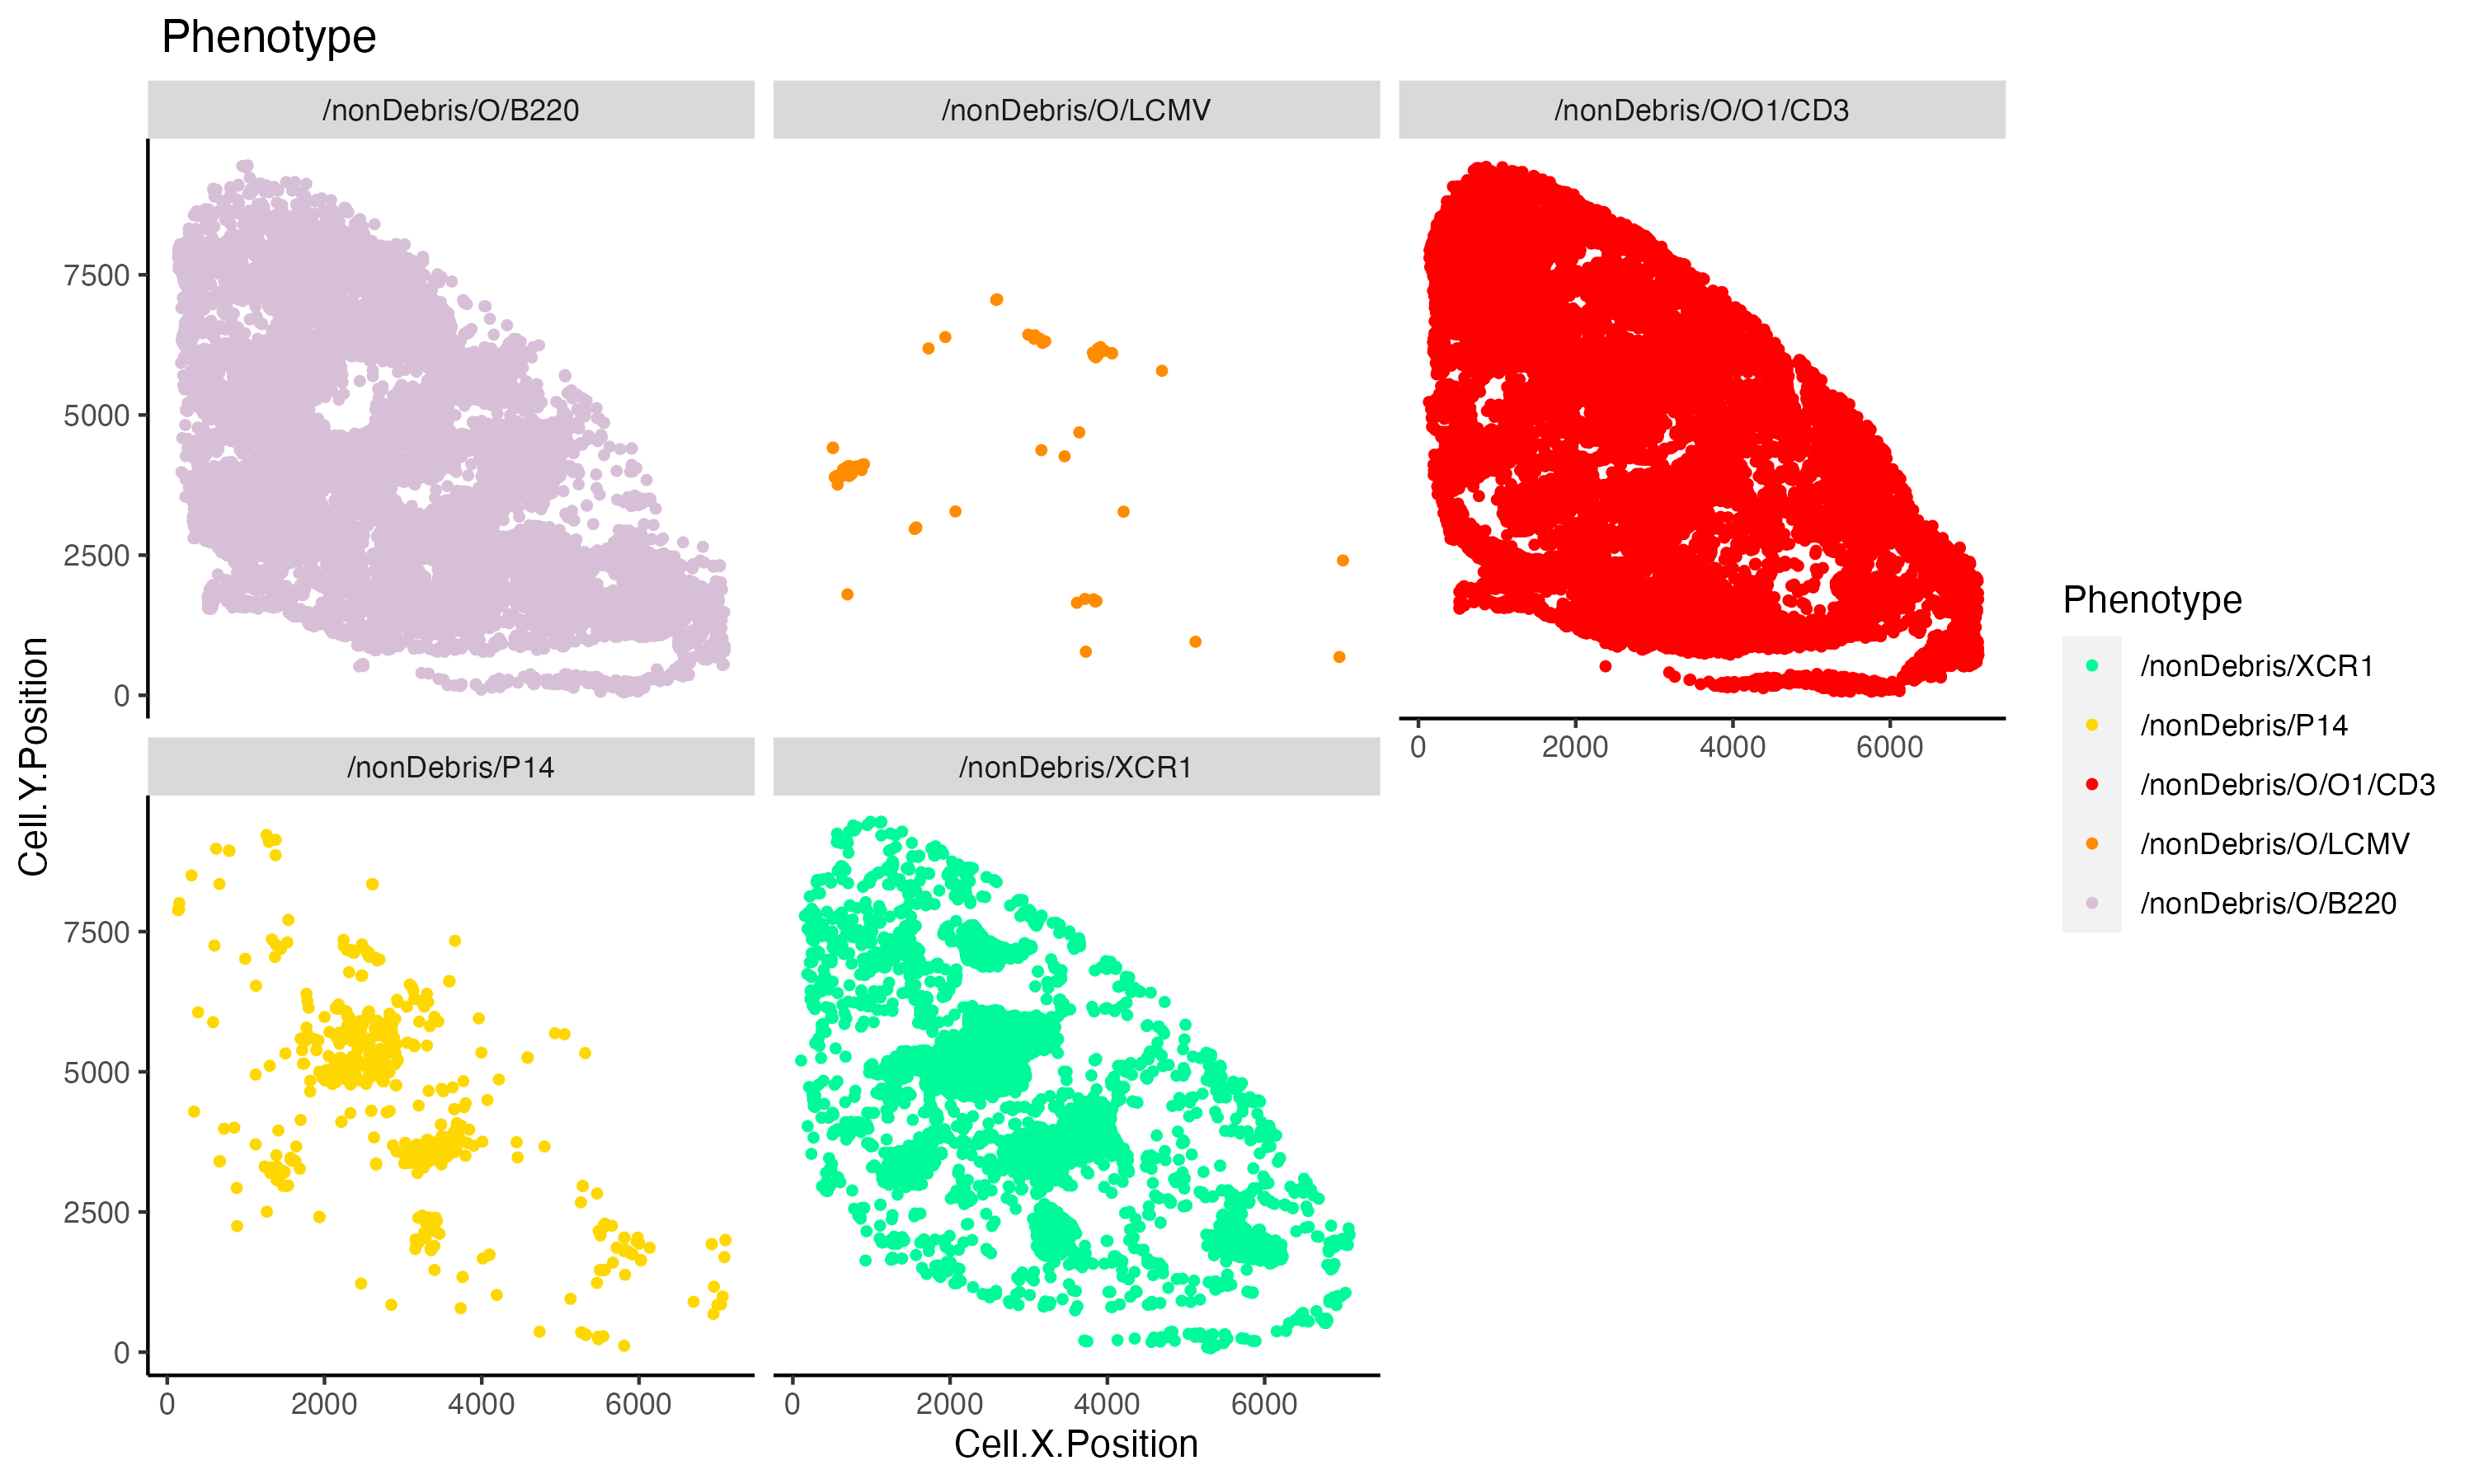 Phenotype
/nonDebris/O/B220
/nonDebris/O/LCMV
/nonDebris/O/O1/CD3
7500
5000
2500
0
0 2000 4000 6000
Cell.Y.Position
/nonDebris/P14
/nonDebris/XCR1
7500
5000
2500
0
0 2000 4000 6000
0 2000 4000 6000
Cell.X.Position
Phenotype
/nonDebris/XCR1
/nonDebris/P14
/nonDebris/O/O1/CD3
/nonDebris/O/LCMV
/nonDebris/O/B220